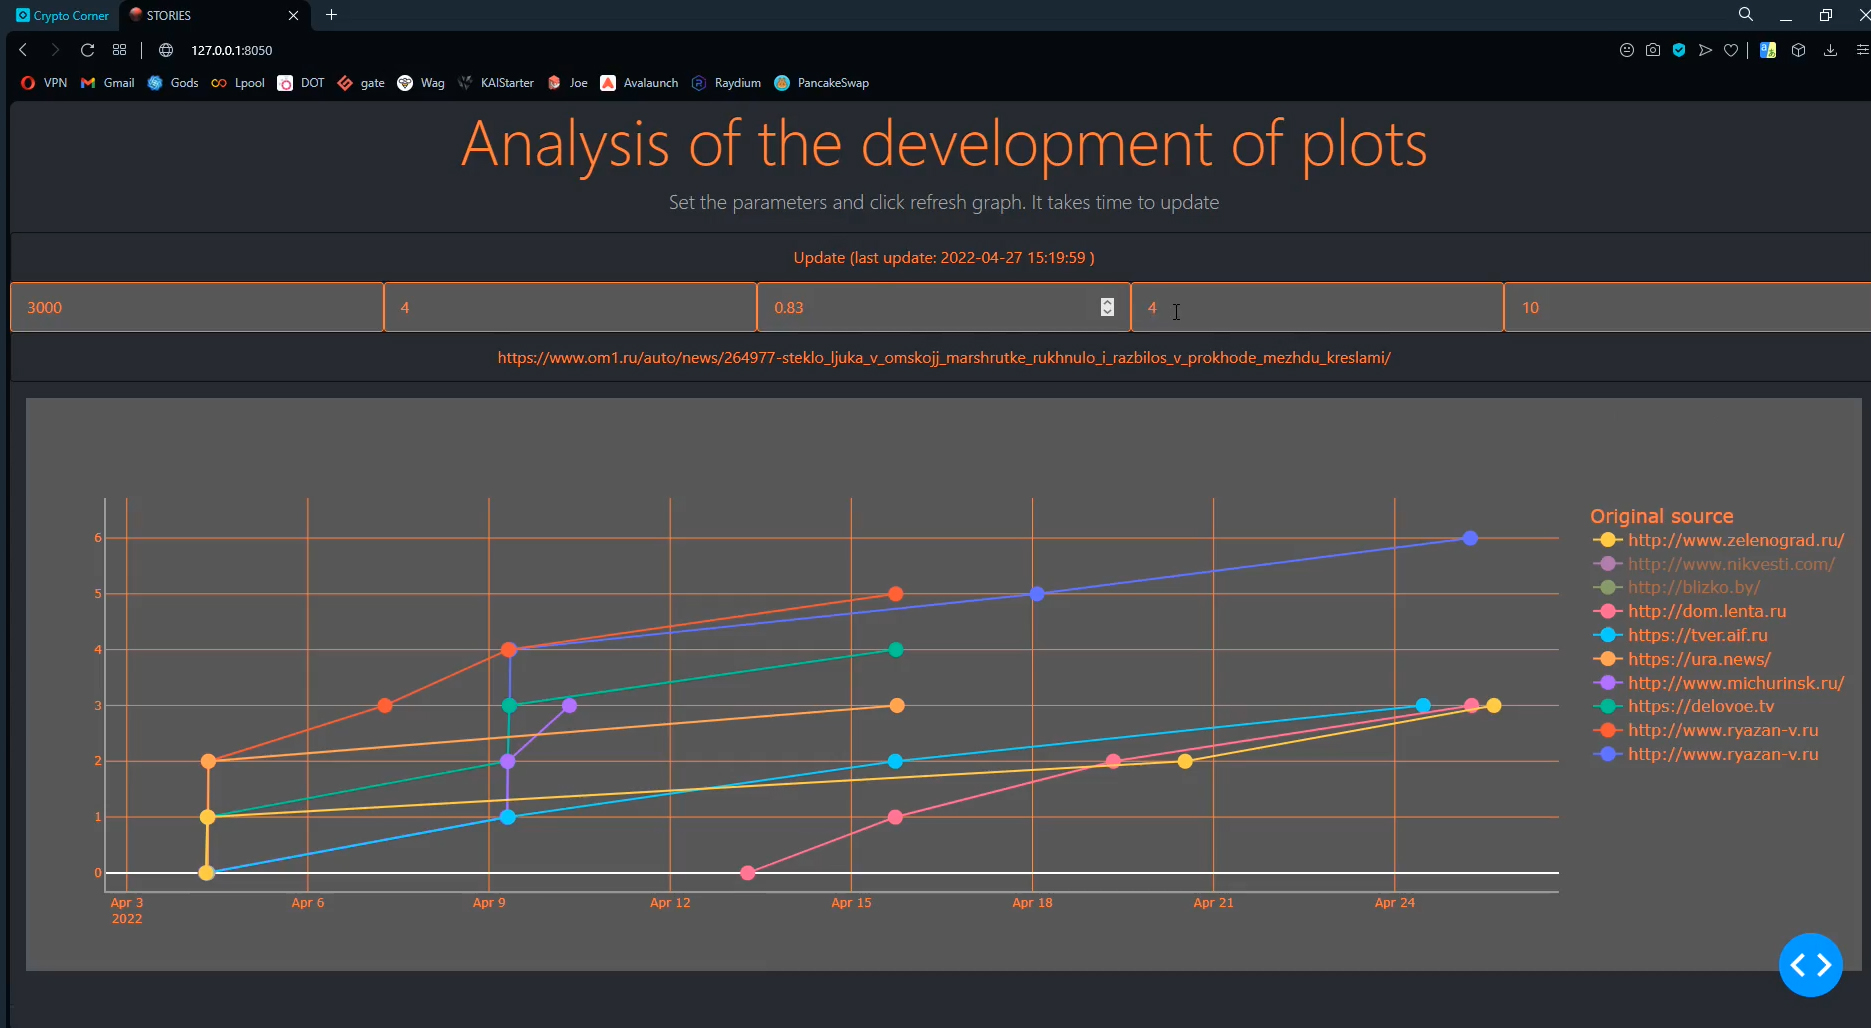 Crypto Corner STORIES
127.0.0.1:8050
VPN Gmail Gods Lpool DOT gate Wag KAIStarter Joe Avalaunch Raydium PancakeSwap
Analysis of the development of plots
Set the parameters and click refresh graph. It takes time to update
Update (last update: 2022-04-27 15:19:59 )
3000 4 0.83 4 10
https://www.om1.ru/auto/news/264977-steklo_ljuka_v_omskojj_marshrutke_rukhnulo_i_razbilos_v_prokhode_mezhdu_kreslami/
Original source
http://www.zelenograd.ru/
http://www.nikvesti.com/
http://blizko.by/
http://dom.lenta.ru
https://tver.aif.ru
https://ura.news/
http://www.michurinsk.ru/
https://delovoe.tv
http://www.ryazan-v.ru
http://www.ryazan-v.ru
6
5
4
3
2
1
0
Apr 3 Apr 6 Apr 9 Apr 12 Apr 15 Apr 18 Apr 21 Apr 24
2022